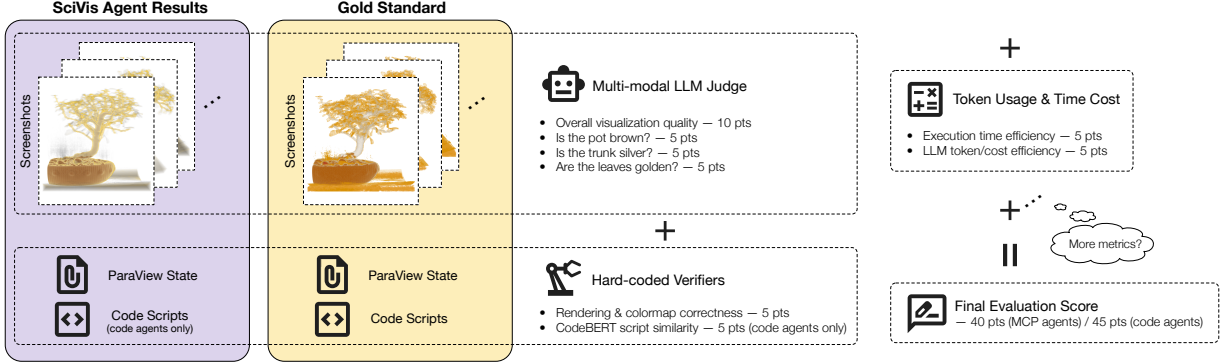 SciVis Agent Results
Gold Standard
Screenshots
Screenshots
Multi-modal LLM Judge
• Overall visualization quality — 10 pts
• Is the pot brown? — 5 pts
• Is the trunk silver? — 5 pts
• Are the leaves golden? — 5 pts
+
ParaView State
Code Scripts
(code agents only)
ParaView State
Code Scripts
Hard-coded Verifiers
• Rendering & colormap correctness — 5 pts
• CodeBERT script similarity — 5 pts (code agents only)
+
Token Usage & Time Cost
• Execution time efficiency — 5 pts
• LLM token/cost efficiency — 5 pts
+
More metrics?
=
Final Evaluation Score
— 40 pts (MCP agents) / 45 pts (code agents)